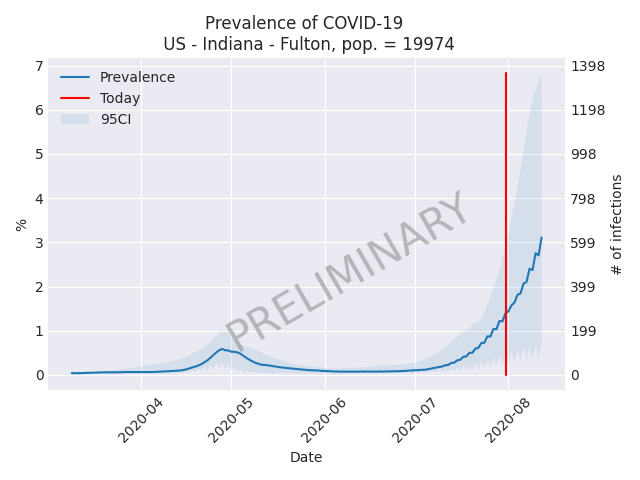 Prevalence of COVID-19
US - Indiana - Fulton, pop. = 19974
Prevalence
Today
95CI
PRELIMINARY
%
7
6
5
4
3
2
1
0
1398
1198
998
798
599
399
199
0
# of infections
2020-04
2020-05
2020-06
2020-07
2020-08
Date